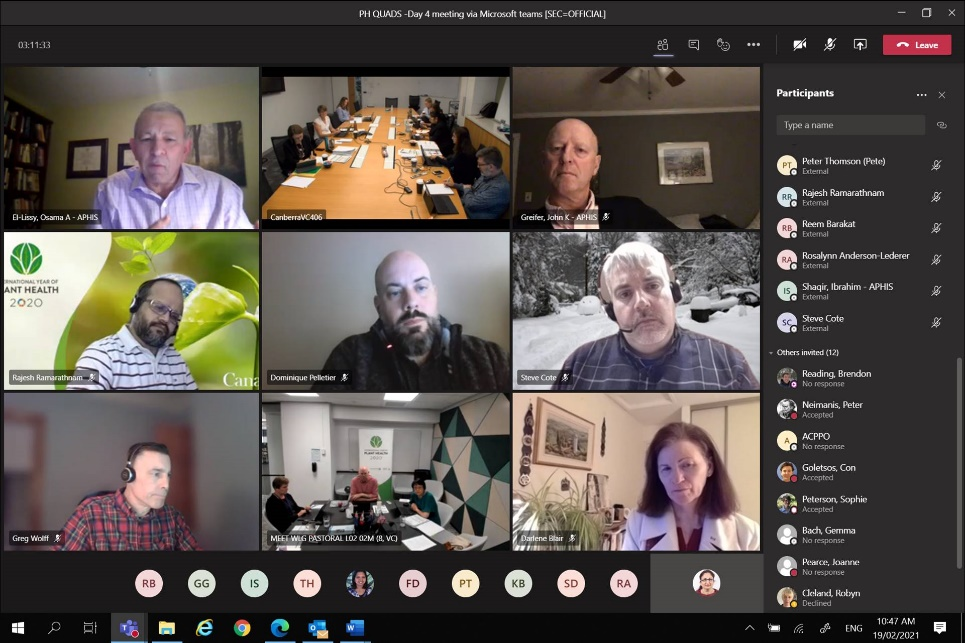 PH QUADS -Day 4 meeting via Microsoft teams [SEC=OFFICIAL]
03:11:33
Leave
El-Lissy, Osama A - APHIS
CanberraVC406
Greifer, John K - APHIS
INTERNATIONAL YEAR OF
PLANT HEALTH
2020
Rajesh Ramarathnam
Cana
Dominique Pelletier
Steve Cote
Greg Wolff
PLANT HEALTH
MEET WLG PASTORAL L02 02M (8, VC)
Darlene Blair
RB
GG
IS
TH
FD
PT
KB
SD
RA
Participants
Type a name
PT
Peter Thomson (Pete)
External
RR
Rajesh Ramarathnam
External
RB
Reem Barakat
External
RA
Rosalynn Anderson-Lederer
External
IS
Shaqir, Ibrahim - APHIS
External
SC
Steve Cote
External
Others invited (12)
Reading, Brendon
No response
Neimanis, Peter
Accepted
A
ACPPO
No response
Goletsos, Con
Accepted
Peterson, Sophie
Accepted
Bach, Gemma
No response
Pearce, Joanne
No response
Cleland, Robyn
Declined
ENG
10:47 AM
19/02/2021